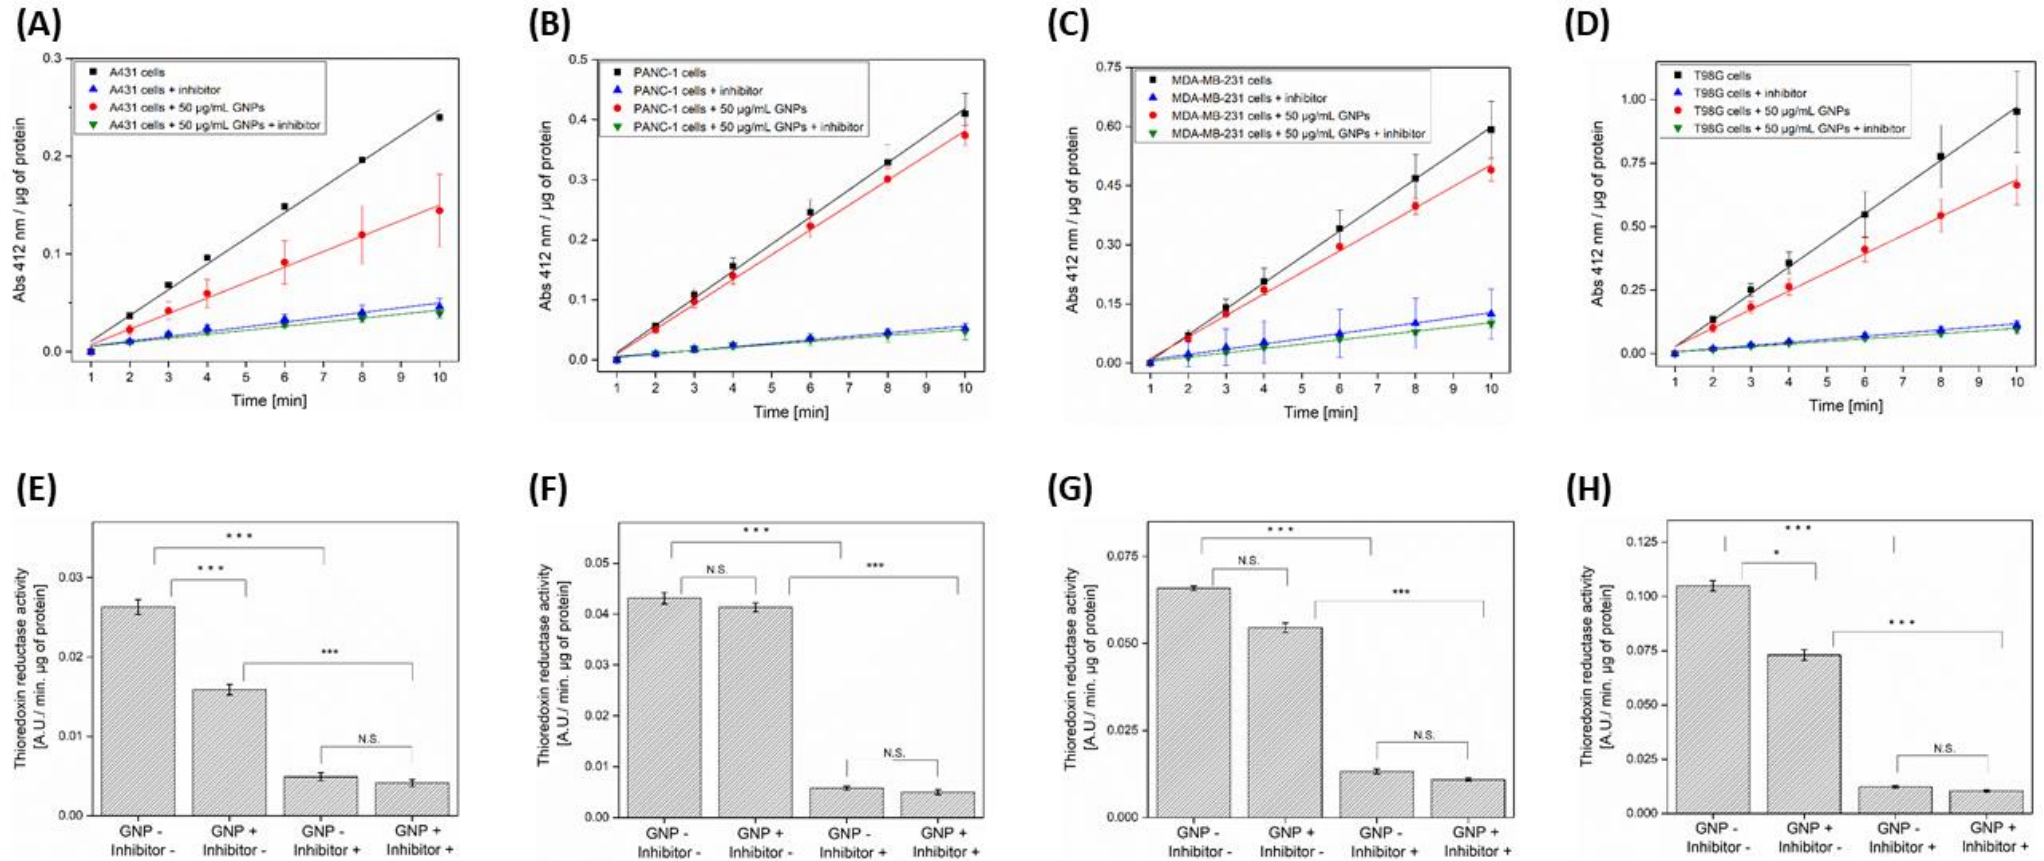 (A)
A431 cells
A431 cells + inhibitor
A431 cells + 50 µg/mL GNPs
A431 cells + 50 µg/mL GNPs + inhibitor
Abs 412 nm / µg of protein
0.3
0.2
0.1
0.0
1 2 3 4 5 6 7 8 9 10
Time [min]
(B)
PANC-1 cells
PANC-1 cells + inhibitor
PANC-1 cells + 50 µg/mL GNPs
PANC-1 cells + 50 µg/mL GNPs + inhibitor
Abs 412 nm / µg of protein
0.5
0.4
0.3
0.2
0.1
0.0
1 2 3 4 5 6 7 8 9 10
Time [min]
(C)
MDA-MB-231 cells
MDA-MB-231 cells + inhibitor
MDA-MB-231 cells + 50 µg/mL GNPs
MDA-MB-231 cells + 50 µg/mL GNPs + inhibitor
Abs 412 nm / µg of protein
0.75
0.60
0.45
0.30
0.15
0.00
1 2 3 4 5 6 7 8 9 10
Time [min]
(D)
T98G cells
T98G cells + inhibitor
T98G cells + 50 µg/mL GNPs
T98G cells + 50 µg/mL GNPs + inhibitor
Abs 412 nm / µg of protein
1.00
0.75
0.50
0.25
0.00
1 2 3 4 5 6 7 8 9 10
Time [min]
(E)
Thioredoxin reductase activity
[A.U./ min. µg of protein]
0.03
0.02
0.01
0.00
* * *
* * *
***
N.S.
GNP - GNP + GNP - GNP +
Inhibitor - Inhibitor - Inhibitor + Inhibitor +
(F)
Thioredoxin reductase activity
[A.U./ min. µg of protein]
0.05
0.04
0.03
0.02
0.01
0.00
* * *
N.S.
***
N.S.
GNP - GNP + GNP - GNP +
Inhibitor - Inhibitor - Inhibitor + Inhibitor +
(G)
Thioredoxin reductase activity
[A.U./ min. µg of protein]
0.075
0.050
0.025
0.000
* * *
N.S.
***
N.S.
GNP - GNP + GNP - GNP +
Inhibitor - Inhibitor - Inhibitor + Inhibitor +
(H)
Thioredoxin reductase activity
[A.U./ min. µg of protein]
0.125
0.100
0.075
0.050
0.025
0.000
* * *
*
* * *
N.S.
GNP - GNP + GNP - GNP +
Inhibitor - Inhibitor - Inhibitor + Inhibitor +